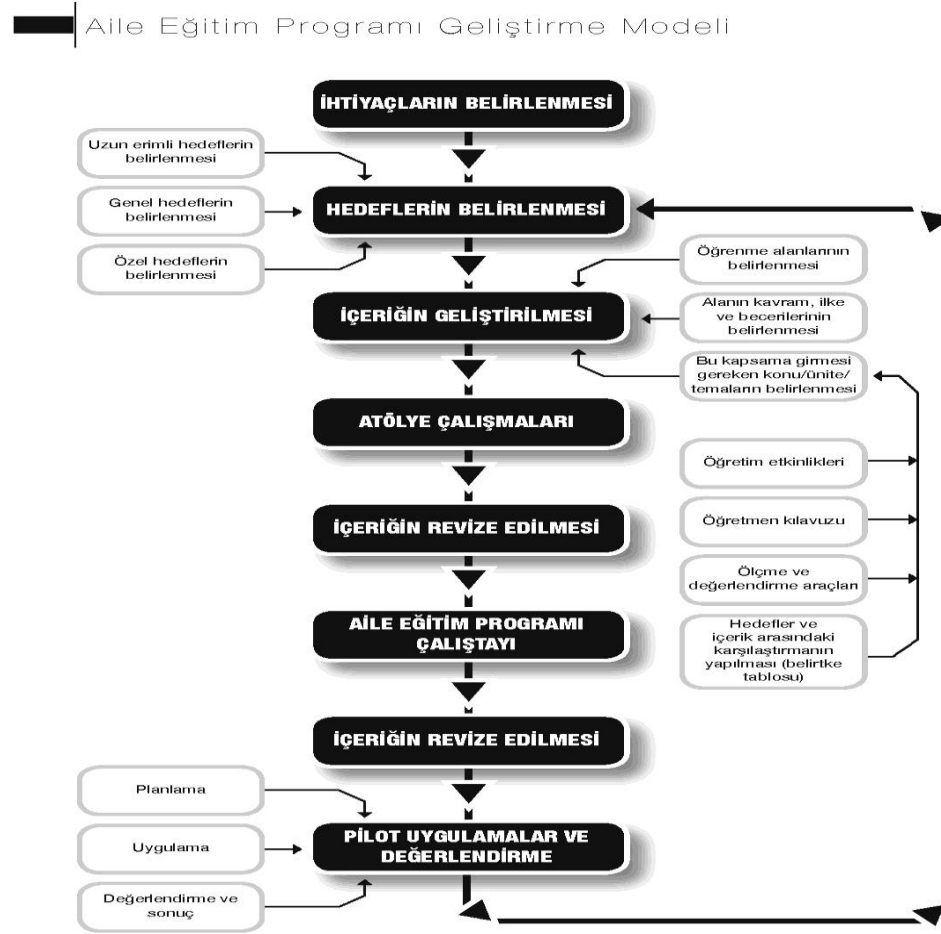 Aile Eğitim Programı Geliştirme Modeli
İHTİYAÇLARIN BELİRLENMESİ
Uzun erimli hedeflerin
belirlenmesi
Genel hedeflerin
belirlenmesi
Özel hedeflerin
belirlenmesi
HEDEFLERİN BELİRLENMESİ
Öğrenme alanlarının
belirlenmesi
Alanın kavram, ilke
ve becerilerinin
belirlenmesi
Bu kapsama girmesi
gereken konu/ünite/
temaların belirlenmesi
İÇERİĞİN GELİŞTİRİLMESİ
Öğretim etkinlikleri
Öğretmen kılavuzu
Ölçme ve
değerlendirme araçları
Hedefler ve
içerik arasındaki
karşılaştırmanın
yapılması (belirtke
tablosu)
ATÖLYE ÇALIŞMALARI
İÇERİĞİN REVİZE EDİLMESİ
AİLE EĞİTİM PROGRAMI
ÇALIŞTAYI
İÇERİĞİN REVİZE EDİLMESİ
Planlama
Uygulama
Değerlendirme ve
sonuç
PİLOT UYGULAMALAR VE
DEĞERLENDİRME